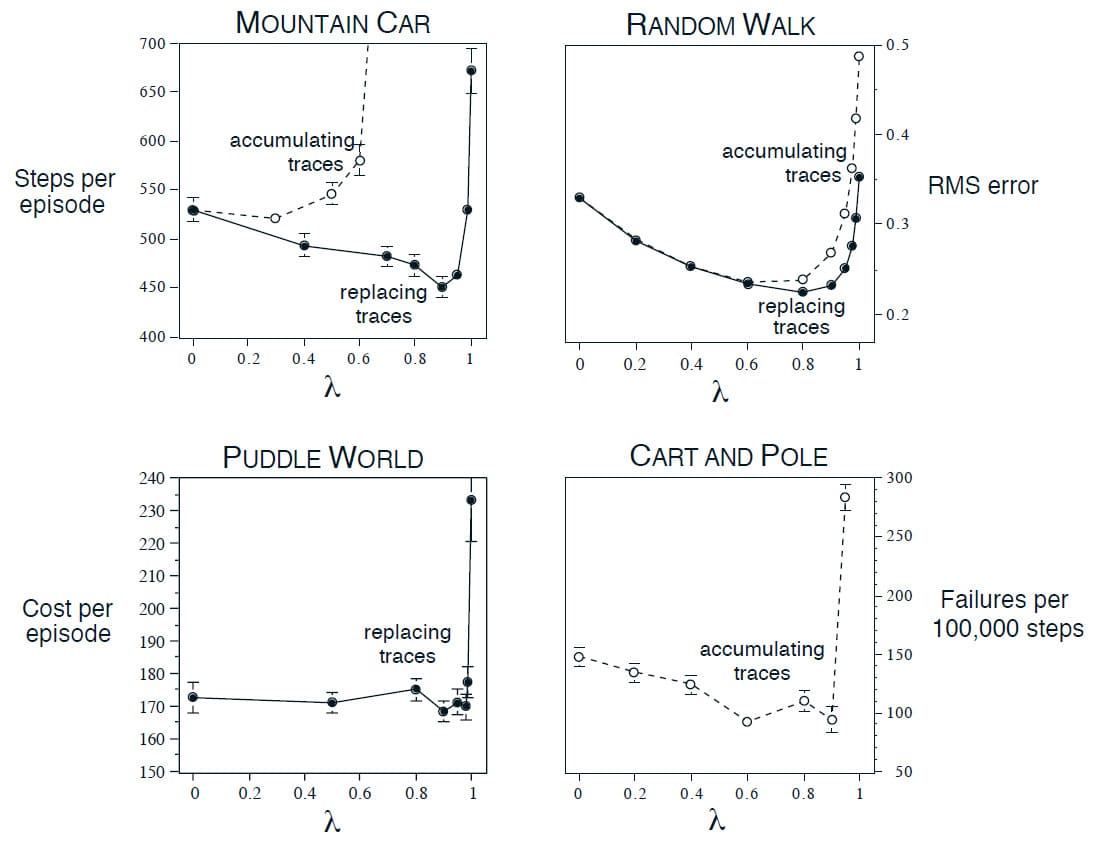 MOUNTAIN CAR
700
650
600
550
500
450
400
Steps per
episode
accumulating
traces
replacing
traces
0 0.2 0.4 0.6 0.8 1
λ
RANDOM WALK
0.5
0.4
0.3
0.2
RMS error
accumulating
traces
replacing
traces
0 0.2 0.4 0.6 0.8 1
λ
PUDDLE WORLD
240
230
220
210
200
190
180
170
160
150
Cost per
episode
replacing
traces
0 0.2 0.4 0.6 0.8 1
λ
CART AND POLE
300
250
200
150
100
50
Failures per
100,000 steps
accumulating
traces
0 0.2 0.4 0.6 0.8 1
λ